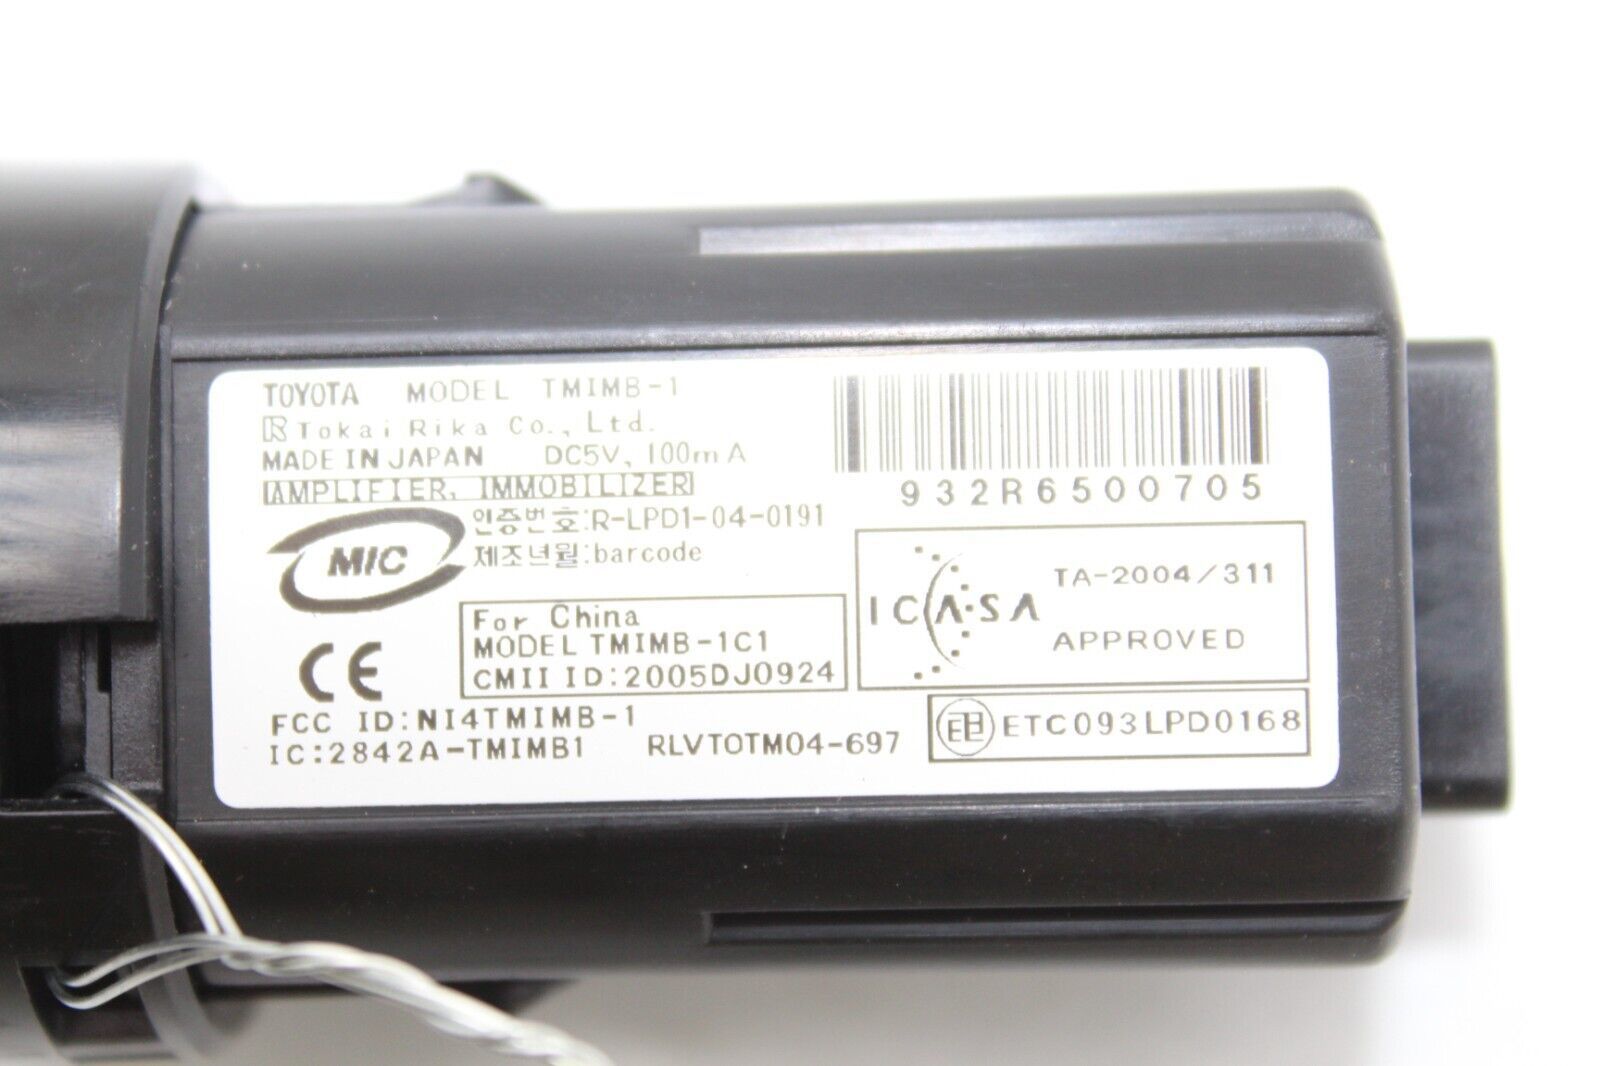 TOYOTA MODEL TMIMB-1
Tokai Rika Co., Ltd.
MADE IN JAPAN DC5V, 100mA
AMPLIFIER, IMMOBILIZER
MIC
인증번호:R-LPD1-04-0191
제조년월:barcode
932R6500705
For China
MODEL TMIMB-1C1
CMII ID:2005DJ0924
ICASA
TA-2004/311
APPROVED
CE
FCC ID:NI4TMIMB-1
IC:2842A-TMIMB1 RLVTOTM04-697
ETC093LPD0168